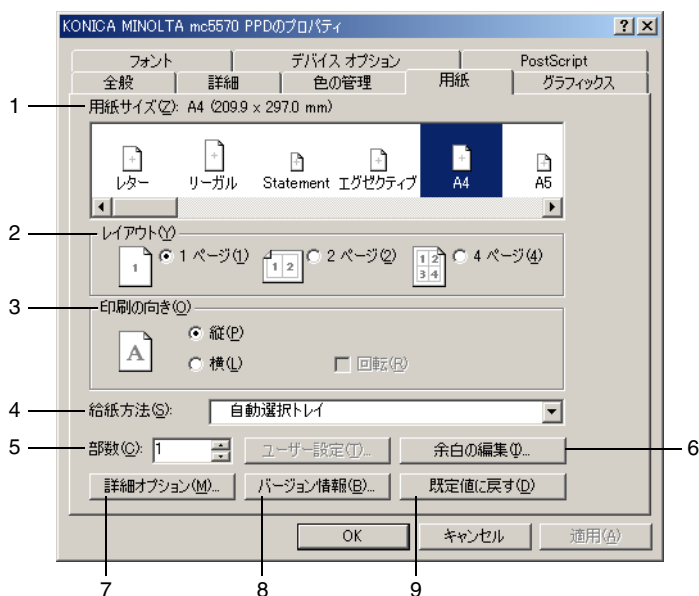 KONICA MINOLTA mc5570 PPDのプロパティ
フォント デバイス オプション PostScript
全般 詳細 色の管理 用紙 グラフィックス
1 用紙サイズ(Z): A4 (209.9 x 297.0 mm)
レター リーガル Statement エグゼクティブ A4 A5
2 レイアウト(Y)
1 1 ページ(1) 1 2 2 ページ(2) 1 2 4 ページ(4)
3 4
3 印刷の向き(O)
A 縦(P)
横(L) 回転(R)
4 給紙方法(S): 自動選択トレイ
5 部数(C): 1 ユーザー設定(T)... 余白の編集(I)... 6
詳細オプション(M)... バージョン情報(B)... 既定値に戻す(D)
OK キャンセル 適用(A)
7 8 9